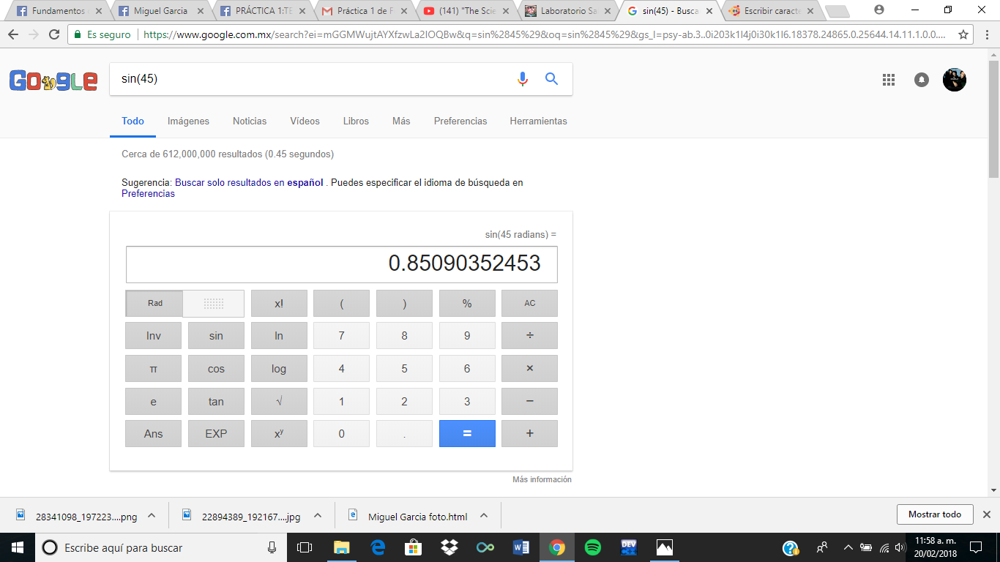 Fundamentos
Miguel Garcia
PRÁCTICA 1:TE
Práctica 1 de F
(141) "The Scie
Laboratorio Sa
sin(45) - Busca
Escribir caracte
Es seguro
https://www.google.com.mx/search?ei=mGGMWujtAYXfzwLa2IOQBw&q=sin%2845%29&oq=sin%2845%29&gs_l=psy-ab.3..0i203k1l4j0i30k1l6.18378.24865.0.25644.14.11.1.0.0....
Google
sin(45)
Todo Imágenes Noticias Vídeos Libros Más Preferencias Herramientas
Cerca de 612,000,000 resultados (0.45 segundos)
Sugerencia: Buscar solo resultados en español . Puedes especificar el idioma de búsqueda en
Preferencias
sin(45 radians) =
0.85090352453
Rad x! ( ) % AC
Inv sin ln 7 8 9 ÷
π cos log 4 5 6 ×
e tan √ 1 2 3 −
Ans EXP xʸ 0 . = +
Más información
28341098_197223....png
22894389_192167....jpg
Miguel Garcia foto.html
Mostrar todo
Escribe aquí para buscar
DEV
11:58 a. m.
20/02/2018